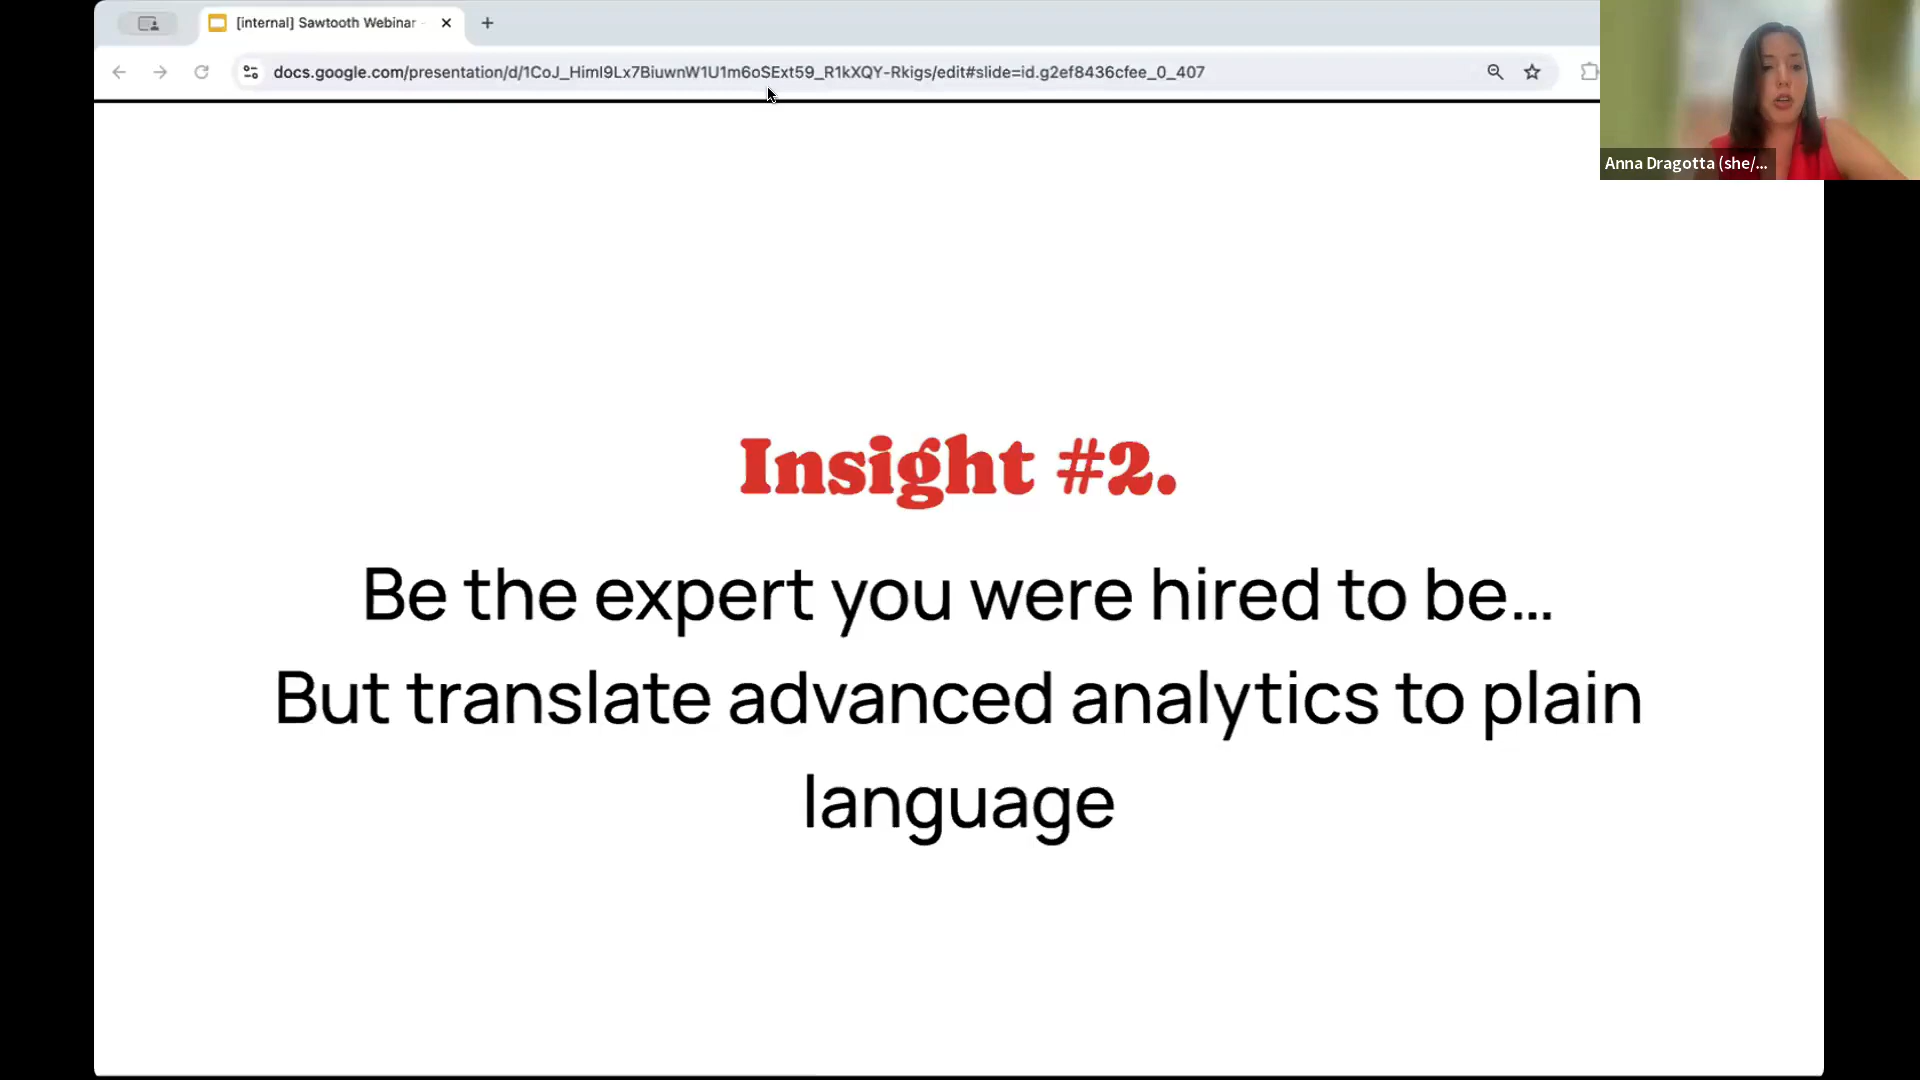 [internal] Sawtooth Webinar
docs.google.com/presentation/d/1CoJ_HimI9Lx7BiuwnW1U1m6oSExt59_R1kXQY-Rkigs/edit#slide=id.g2ef8436cfee_0_407
Anna Dragotta (she/...
Insight #2.
Be the expert you were hired to be...
But translate advanced analytics to plain
language